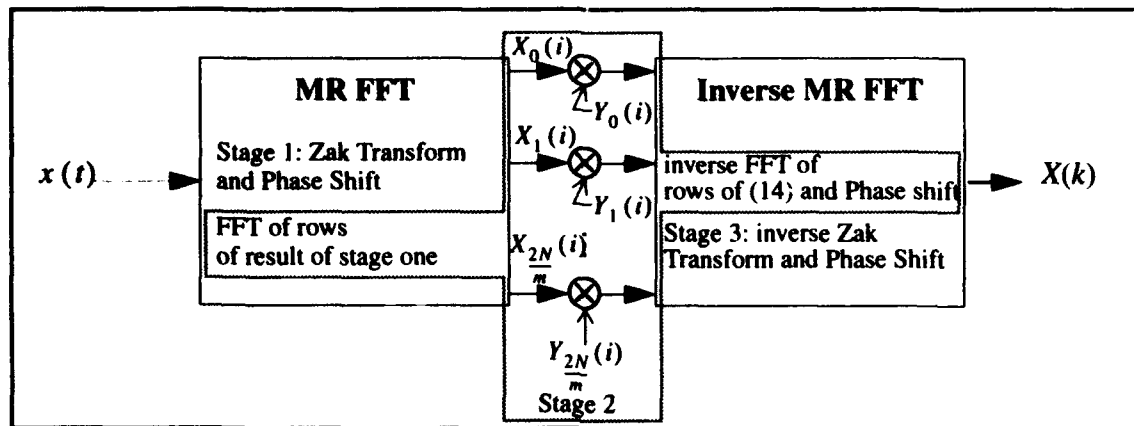 MR FFT
Stage 1: Zak Transform
and Phase Shift
FFT of rows
of result of stage one
x (t)
X_0 (i)
Y_0 (i)
X_1 (i)
Y_1 (i)
X_{2N/m} (i)
Y_{2N/m} (i)
Stage 2
Inverse MR FFT
inverse FFT of
rows of (14) and Phase shift
Stage 3: inverse Zak
Transform and Phase Shift
X(k)